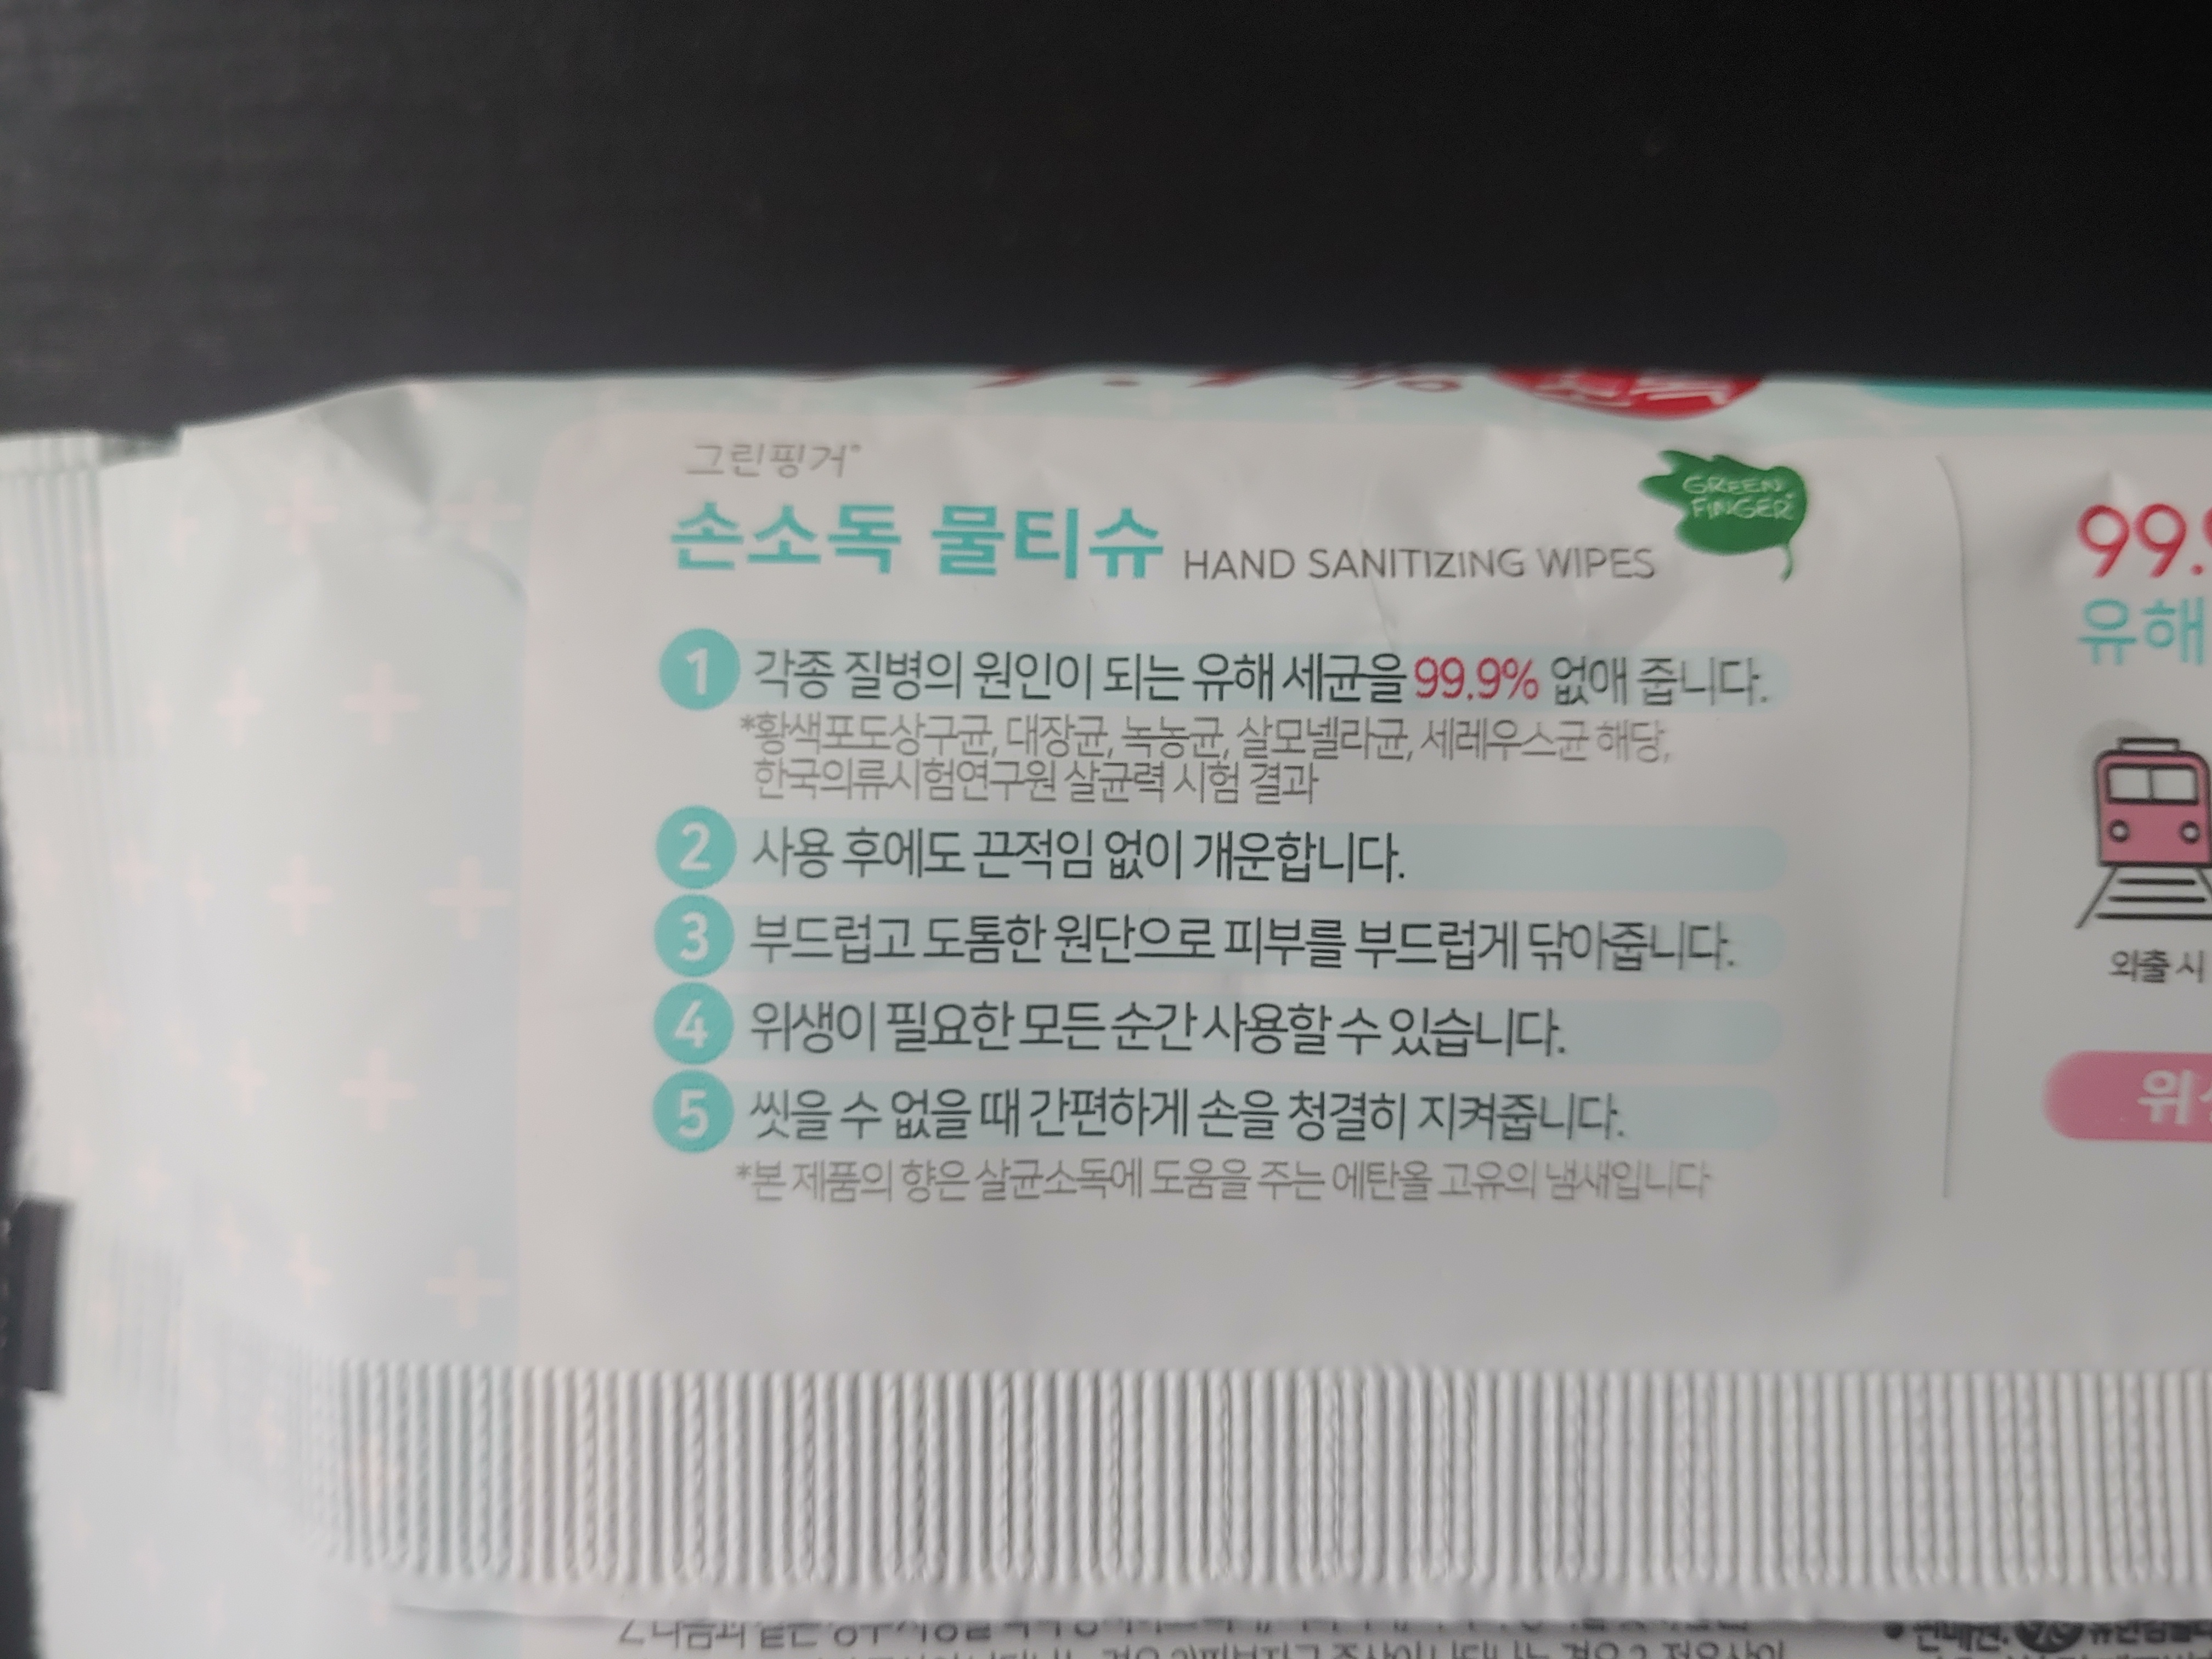 그린핑거
손소독 물티슈 HAND SANITIZING WIPES
GREEN
FINGER
1 각종 질병의 원인이 되는 유해 세균을 99.9% 없애 줍니다.
*황색포도상구균, 대장균, 녹농균, 살모넬라균, 세레우스균 해당,
한국의류시험연구원 살균력 시험 결과
2 사용 후에도 끈적임 없이 개운합니다.
3 부드럽고 도톰한 원단으로 피부를 부드럽게 닦아줍니다.
4 위생이 필요한 모든 순간 사용할 수 있습니다.
5 씻을 수 없을 때 간편하게 손을 청결히 지켜줍니다.
*본 제품의 향은 살균소독에 도움을 주는 에탄올 고유의 냄새입니다
99.
유해
외출 시